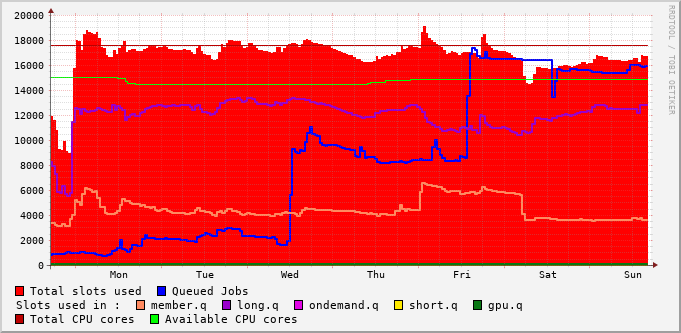 20000
18000
16000
14000
12000
10000
8000
6000
4000
2000
0
Mon Tue Wed Thu Fri Sat Sun
RRDTOOL / TOBI OETIKER
Total slots used Queued Jobs
Slots used in : member.q long.q ondemand.q short.q gpu.q
Total CPU cores Available CPU cores